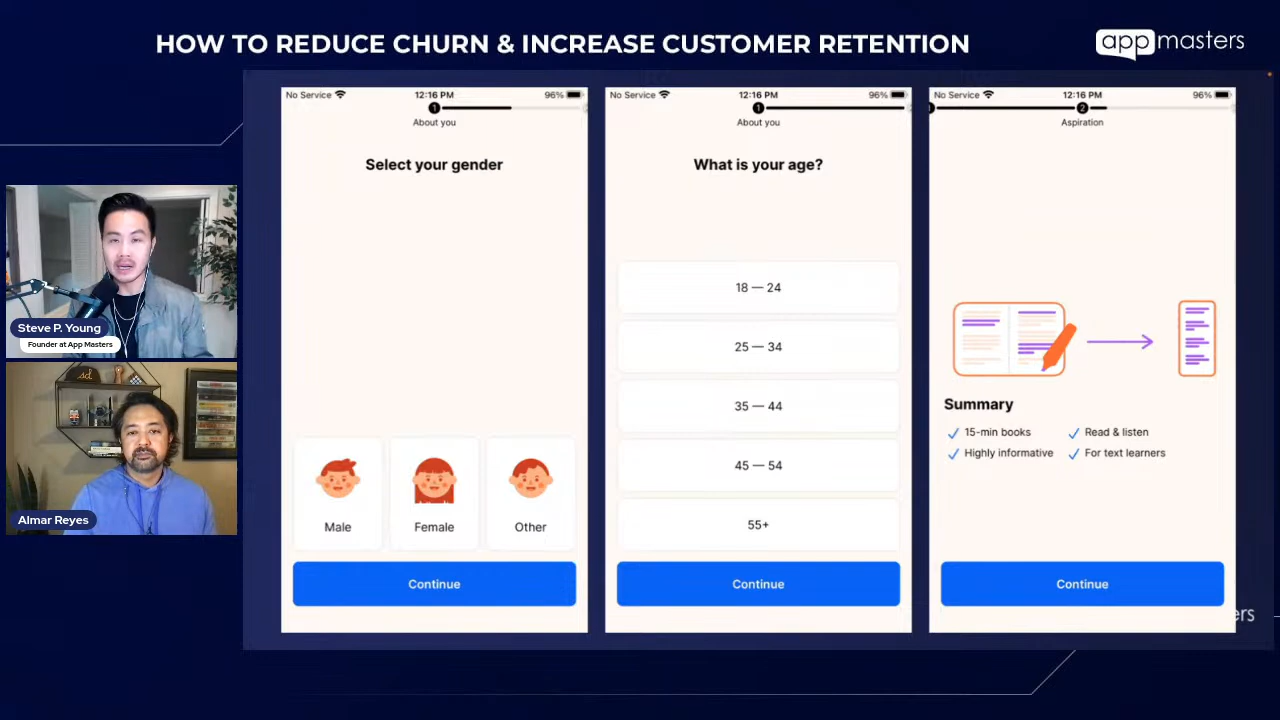 HOW TO REDUCE CHURN & INCREASE CUSTOMER RETENTION
app masters
No Service 12:16 PM 96%
1
About you
Select your gender
Male Female Other
Continue
No Service 12:16 PM 96%
1
About you
What is your age?
18 — 24
25 — 34
35 — 44
45 — 54
55+
Continue
No Service 12:16 PM 96%
2
Aspiration
Summary
15-min books Read & listen
Highly informative For text learners
Continue
ers
Steve P. Young
Founder at App Masters
sd
Almar Reyes